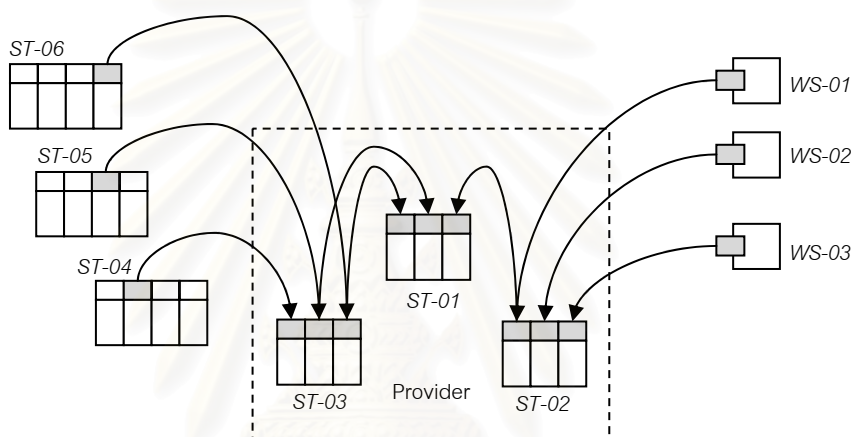 ST-06
WS-01
ST-05
WS-02
ST-04
WS-03
ST-01
Provider
ST-03
ST-02